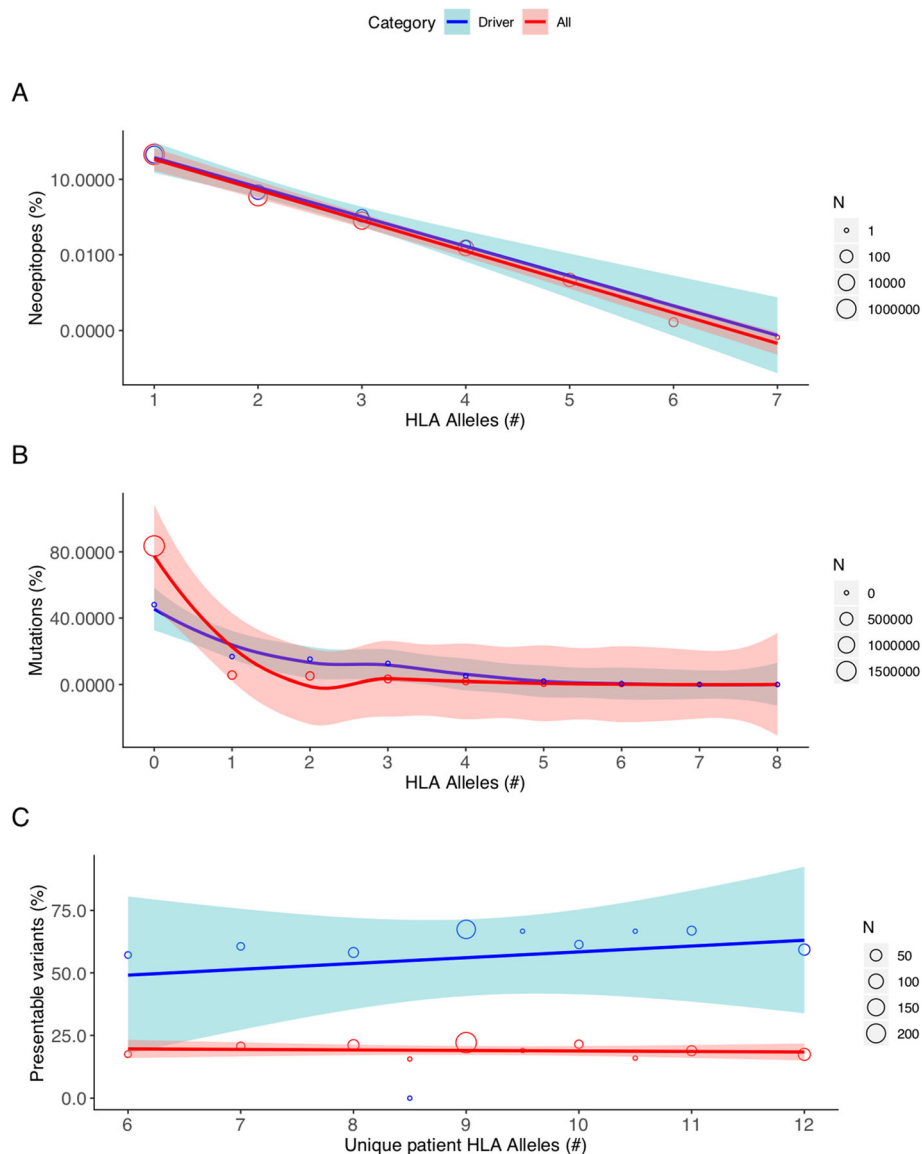 Category Driver All
A
Neoepitopes (%)
10.0000
0.0100
0.0000
1 2 3 4 5 6 7
HLA Alleles (#)
N
1
100
10000
1000000
B
Mutations (%)
80.0000
40.0000
0.0000
0 1 2 3 4 5 6 7 8
HLA Alleles (#)
N
0
500000
1000000
1500000
C
Presentable variants (%)
75.0
50.0
25.0
0.0
6 7 8 9 10 11 12
Unique patient HLA Alleles (#)
N
50
100
150
200